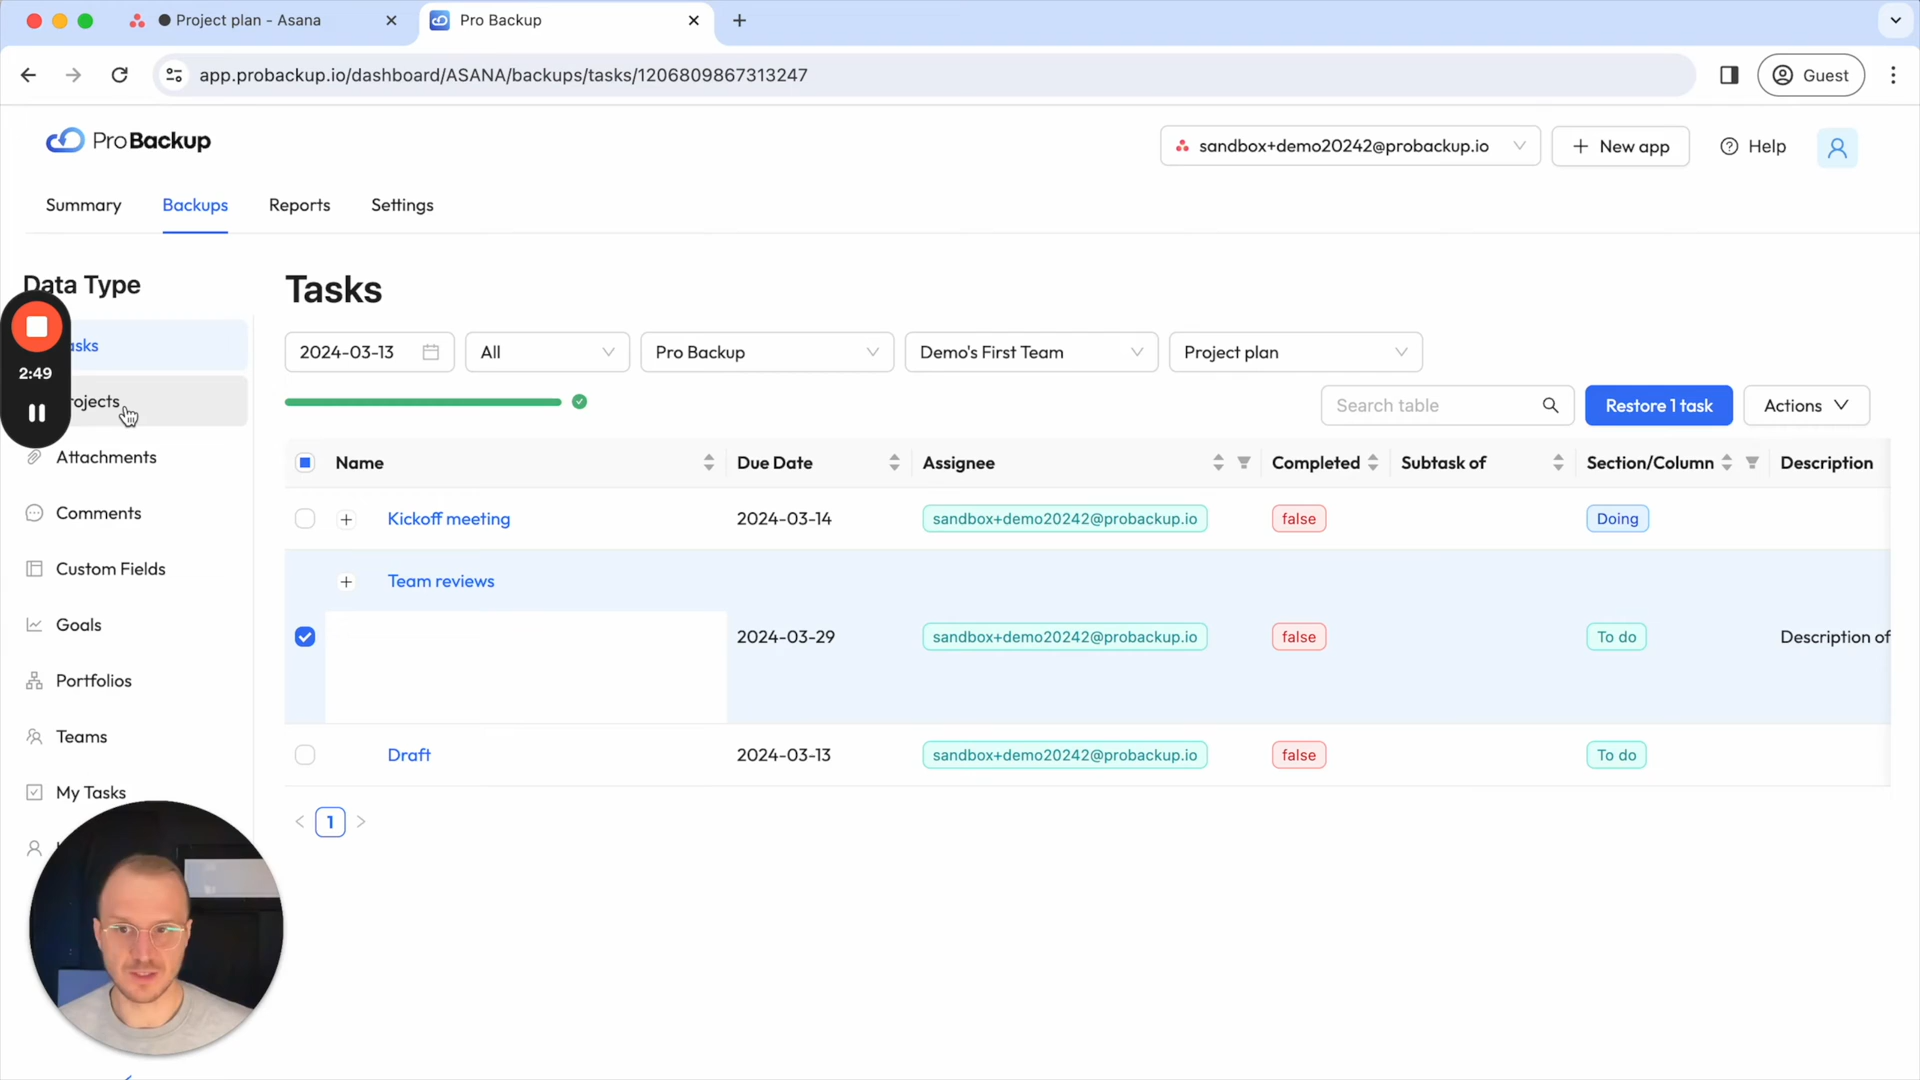 Project plan - Asana
Pro Backup
app.probackup.io/dashboard/ASANA/backups/tasks/1206809867313247
Guest
ProBackup
sandbox+demo20242@probackup.io
New app
Help
Summary
Backups
Reports
Settings
Data Type
Tasks
2024-03-13
All
Pro Backup
Demo's First Team
Project plan
asks
2:49
rojects
Search table
Restore 1 task
Actions
Attachments
Name
Due Date
Assignee
Completed
Subtask of
Section/Column
Description
Comments
Kickoff meeting
2024-03-14
sandbox+demo20242@probackup.io
false
Doing
Custom Fields
Team reviews
Goals
2024-03-29
sandbox+demo20242@probackup.io
false
To do
Description of
Portfolios
Teams
Draft
2024-03-13
sandbox+demo20242@probackup.io
false
To do
My Tasks
1